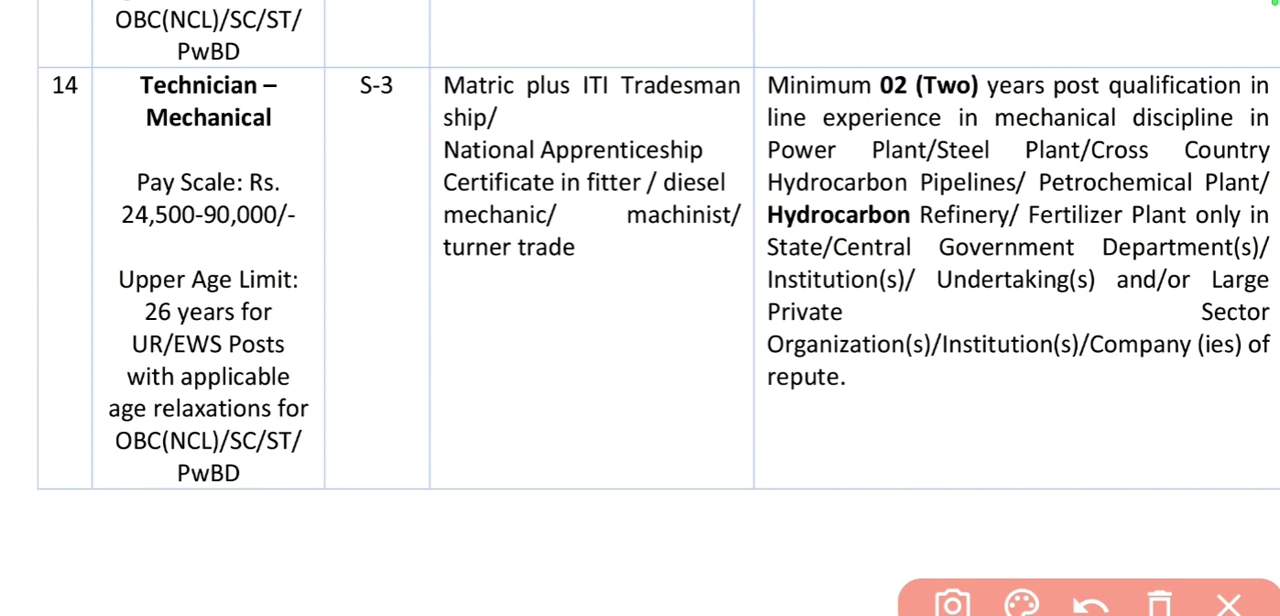 OBC(NCL)/SC/ST/
PwBD
14
Technician –
Mechanical
Pay Scale: Rs.
24,500-90,000/-
Upper Age Limit:
26 years for
UR/EWS Posts
with applicable
age relaxations for
OBC(NCL)/SC/ST/
PwBD
S-3
Matric plus ITI Tradesman
ship/
National Apprenticeship
Certificate in fitter / diesel
mechanic/ machinist/
turner trade
Minimum 02 (Two) years post qualification in
line experience in mechanical discipline in
Power Plant/Steel Plant/Cross Country
Hydrocarbon Pipelines/ Petrochemical Plant/
Hydrocarbon Refinery/ Fertilizer Plant only in
State/Central Government Department(s)/
Institution(s)/ Undertaking(s) and/or Large
Private Sector
Organization(s)/Institution(s)/Company (ies) of
repute.